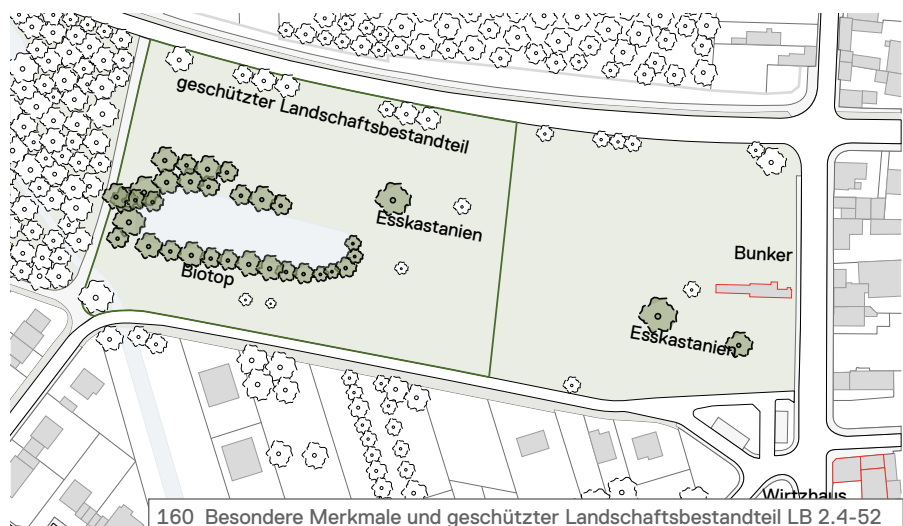 geschützter Landschaftsbestandteil
Esskastanien
Bunker
Biotop
Esskastanien
Wirtzhaus
160 Besondere Merkmale und geschützter Landschaftsbestandteil LB 2.4-52